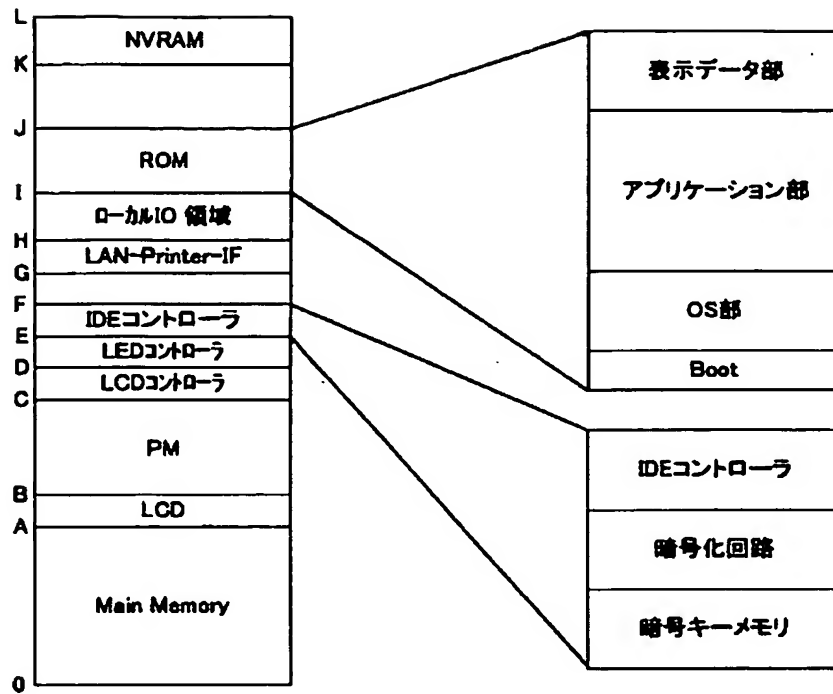 L
NVRAM
K
J
ROM
I
ローカルIO 領域
H
LAN-Printer-IF
G
F
IDEコントローラ
E
LEDコントローラ
D
LCDコントローラ
C
PM
B
LCD
A
Main Memory
0
表示データ部
アプリケーション部
OS部
Boot
IDEコントローラ
暗号化回路
暗号キーメモリ